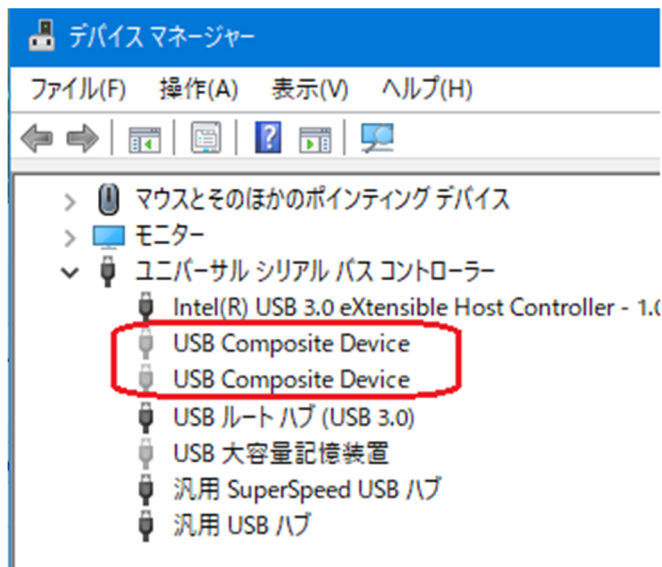 デバイス マネージャー
ファイル(F) 操作(A) 表示(V) ヘルプ(H)
マウスとそのほかのポインティング デバイス
モニター
ユニバーサル シリアル バス コントローラー
Intel(R) USB 3.0 eXtensible Host Controller - 1.0
USB Composite Device
USB Composite Device
USB ルート ハブ (USB 3.0)
USB 大容量記憶装置
汎用 SuperSpeed USB ハブ
汎用 USB ハブ